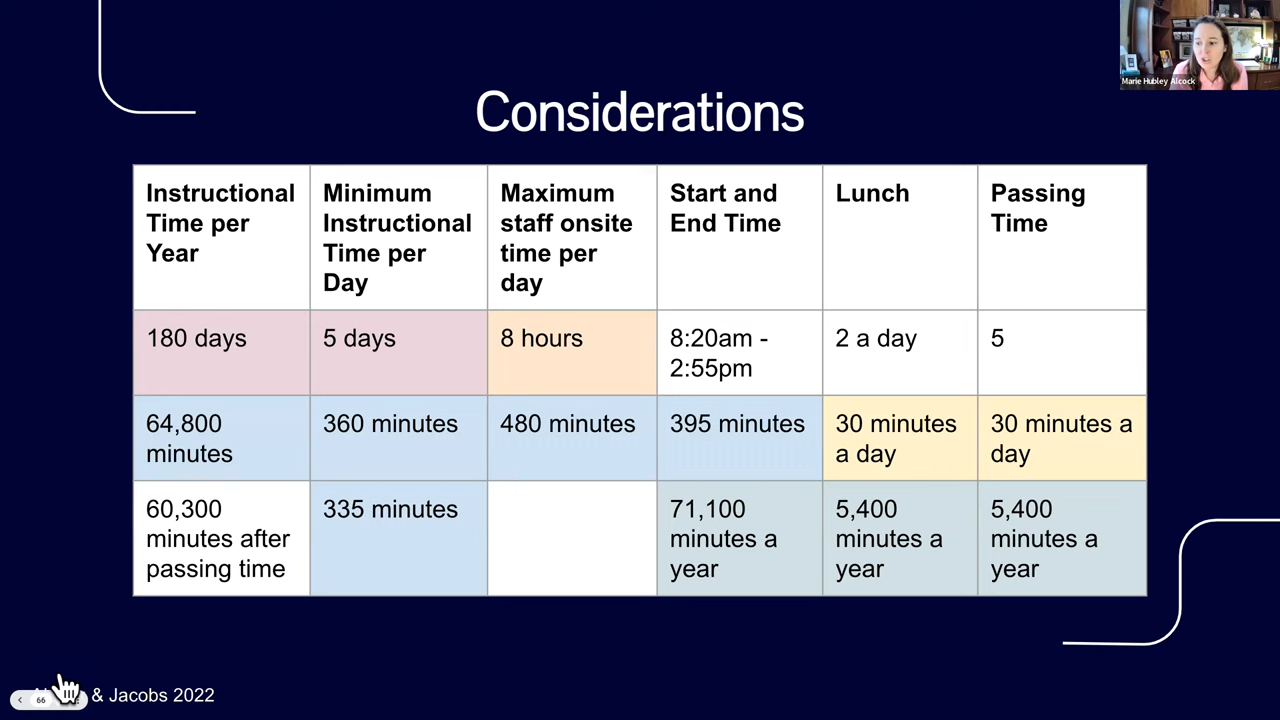 Marie Hubley Alcock
Considerations
Instructional
Time per
Year
Minimum
Instructional
Time per
Day
Maximum
staff onsite
time per
day
Start and
End Time
Lunch
Passing
Time
180 days
5 days
8 hours
8:20am -
2:55pm
2 a day
5
64,800
minutes
360 minutes
480 minutes
395 minutes
30 minutes
a day
30 minutes a
day
60,300
minutes after
passing time
335 minutes
71,100
minutes a
year
5,400
minutes a
year
5,400
minutes a
year
66
& Jacobs 2022